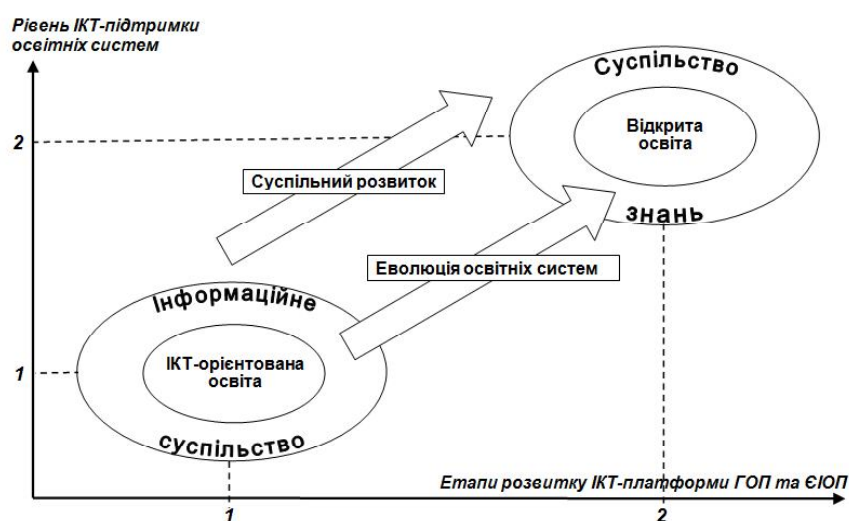 Рівень ІКТ-підтримки
освітніх систем
Суспільство
2
Відкрита
освіта
Суспільний розвиток
знань
Еволюція освітніх систем
Інформаційне
1
ІКТ-орієнтована
освіта
суспільство
Етапи розвитку ІКТ-платформи ГОП та ЄІОП
1
2